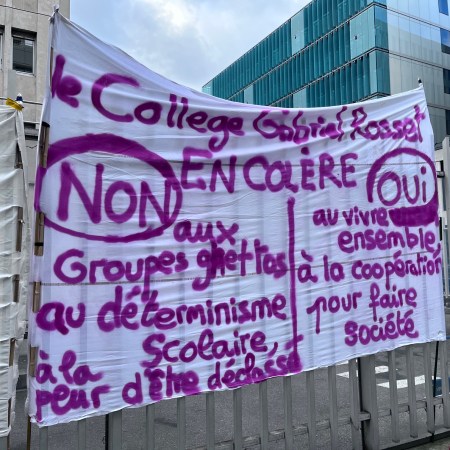 le College Gabriel Rosset
EN COLÈRE
NON
aux
Groupes ghettos
au déterminisme
Scolaire,
à la
peur d'être déclassé
OUI
au vivre
ensemble,
à la coopération
pour faire
société